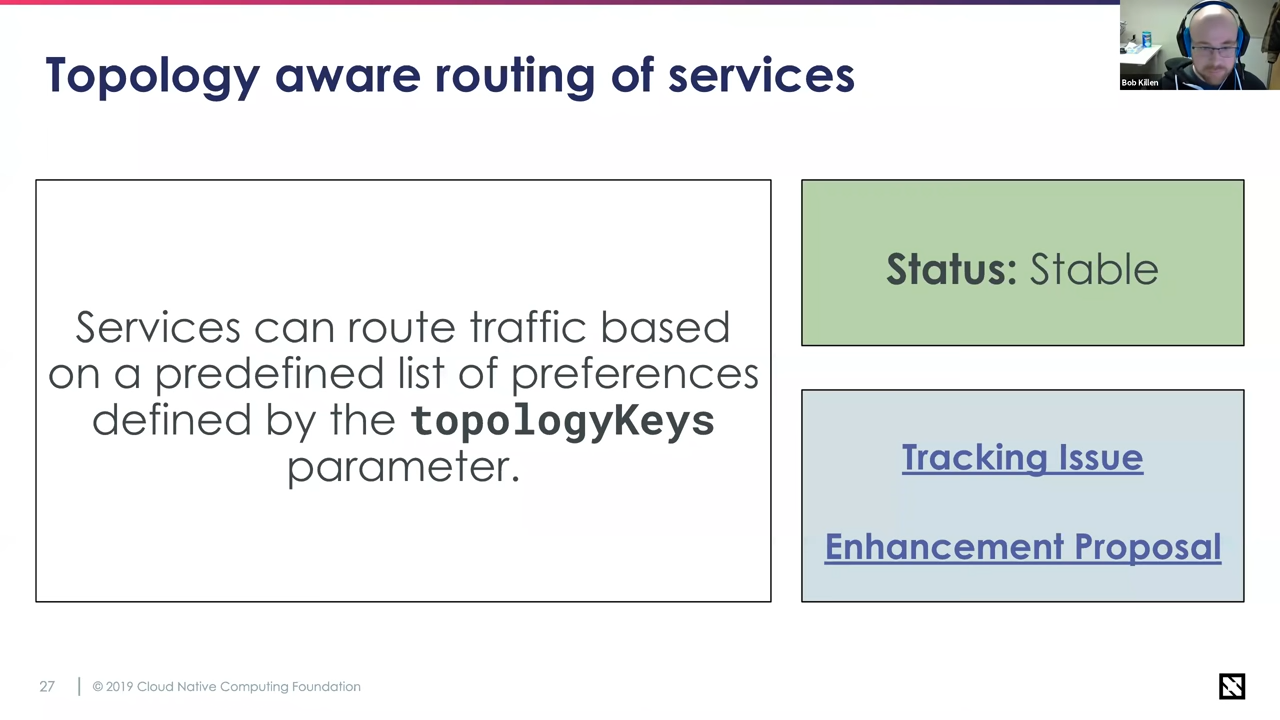 Topology aware routing of services
Bob Killen
Services can route traffic based
on a predefined list of preferences
defined by the topologyKeys
parameter.
Status: Stable
Tracking Issue
Enhancement Proposal
27
© 2019 Cloud Native Computing Foundation